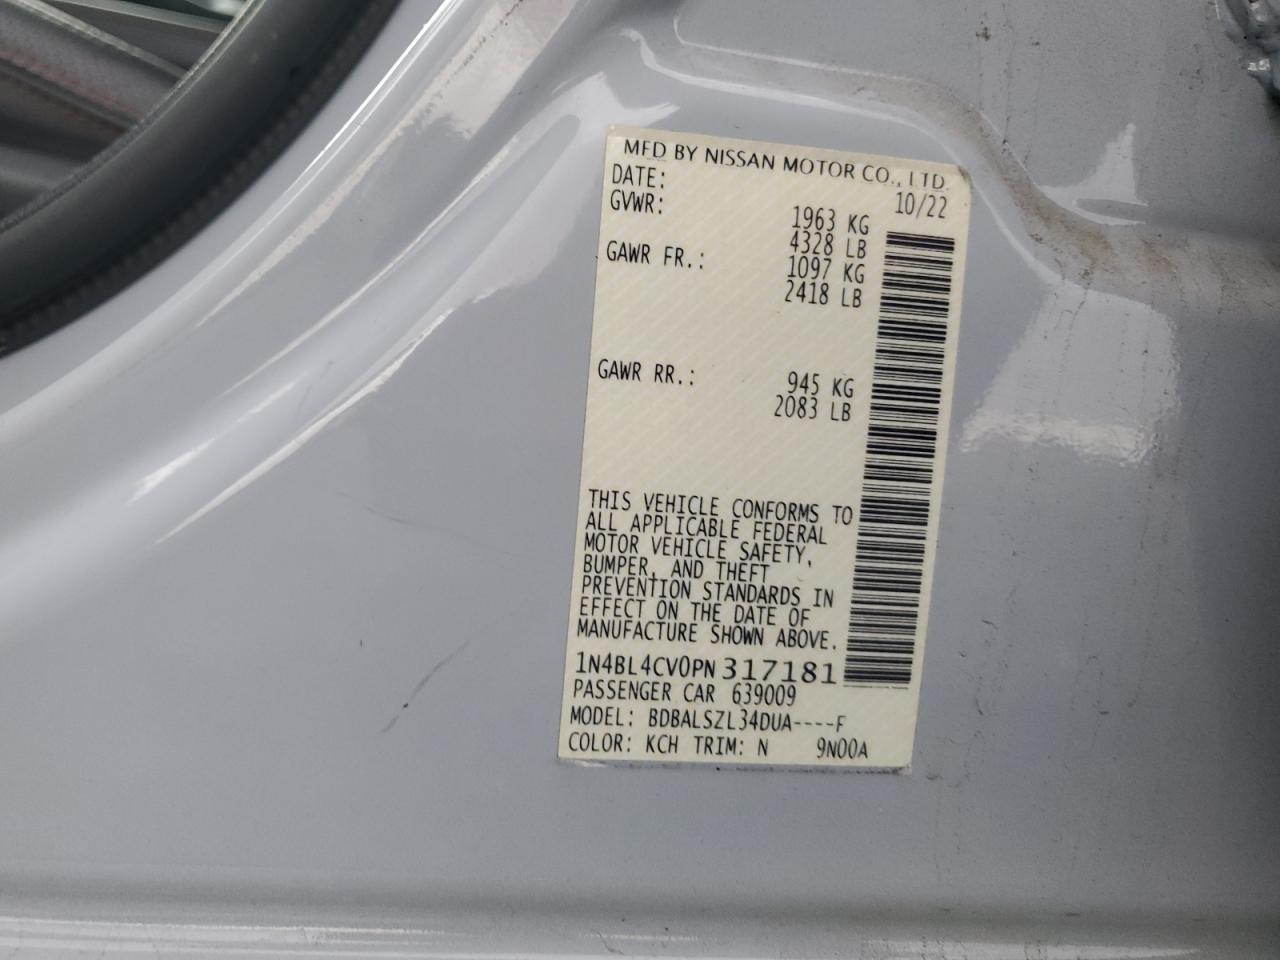 MFD BY NISSAN MOTOR CO., LTD.
DATE: 10/22
GVWR: 1963 KG
4328 LB
GAWR FR.: 1097 KG
2418 LB
GAWR RR.: 945 KG
2083 LB
THIS VEHICLE CONFORMS TO
ALL APPLICABLE FEDERAL
MOTOR VEHICLE SAFETY,
BUMPER, AND THEFT
PREVENTION STANDARDS IN
EFFECT ON THE DATE OF
MANUFACTURE SHOWN ABOVE.
1N4BL4CV0PN317181
PASSENGER CAR 639009
MODEL: BDBALSZL34DUA----F
COLOR: KCH TRIM: N 9N00A